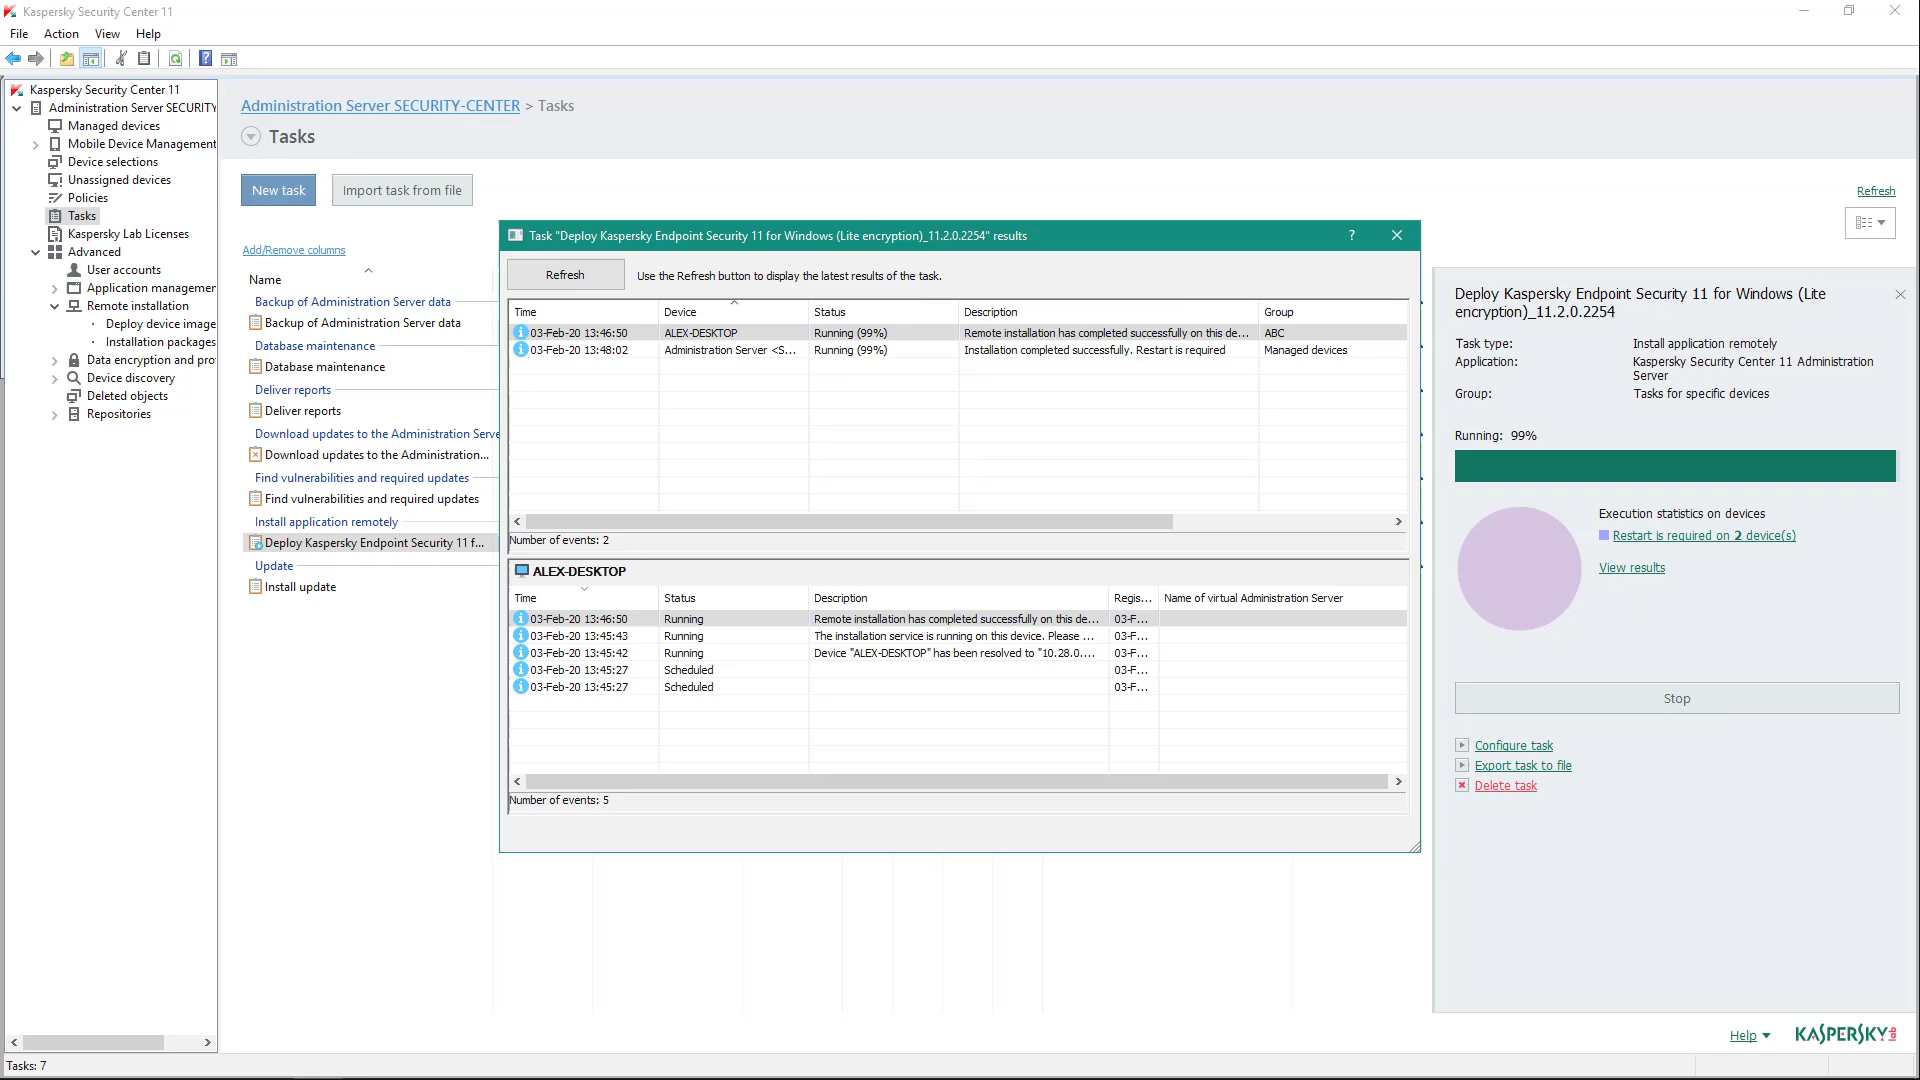 Kaspersky Security Center 11
File Action View Help
Kaspersky Security Center 11
Administration Server SECURITY
Managed devices
Mobile Device Management
Device selections
Unassigned devices
Policies
Tasks
Kaspersky Lab Licenses
Advanced
User accounts
Application managemer
Remote installation
Deploy device image
Installation packages
Data encryption and pro
Device discovery
Deleted objects
Repositories
Tasks: 7
Administration Server SECURITY-CENTER > Tasks
Tasks
New task
Import task from file
Refresh
Add/Remove columns
Name
Backup of Administration Server data
Backup of Administration Server data
Database maintenance
Database maintenance
Deliver reports
Deliver reports
Download updates to the Administration Serve
Download updates to the Administration...
Find vulnerabilities and required updates
Find vulnerabilities and required updates
Install application remotely
Deploy Kaspersky Endpoint Security 11 f...
Update
Install update
Task "Deploy Kaspersky Endpoint Security 11 for Windows (Lite encryption)_11.2.0.2254" results
?
Refresh
Use the Refresh button to display the latest results of the task.
Time Device Status Description Group
03-Feb-20 13:46:50 ALEX-DESKTOP Running (99%) Remote installation has completed successfully on this de... ABC
03-Feb-20 13:48:02 Administration Server <S... Running (99%) Installation completed successfully. Restart is required Managed devices
Number of events: 2
ALEX-DESKTOP
Time Status Description Regis... Name of virtual Administration Server
03-Feb-20 13:46:50 Running Remote installation has completed successfully on this de... 03-F...
03-Feb-20 13:45:43 Running The installation service is running on this device. Please ... 03-F...
03-Feb-20 13:45:42 Running Device "ALEX-DESKTOP" has been resolved to "10.28.0.... 03-F...
03-Feb-20 13:45:27 Scheduled 03-F...
03-Feb-20 13:45:27 Scheduled 03-F...
Number of events: 5
Deploy Kaspersky Endpoint Security 11 for Windows (Lite
encryption)_11.2.0.2254
Task type: Install application remotely
Application: Kaspersky Security Center 11 Administration
Server
Group: Tasks for specific devices
Running: 99%
Execution statistics on devices
Restart is required on 2 device(s)
View results
Stop
Configure task
Export task to file
Delete task
Help
KASPERSKY lab